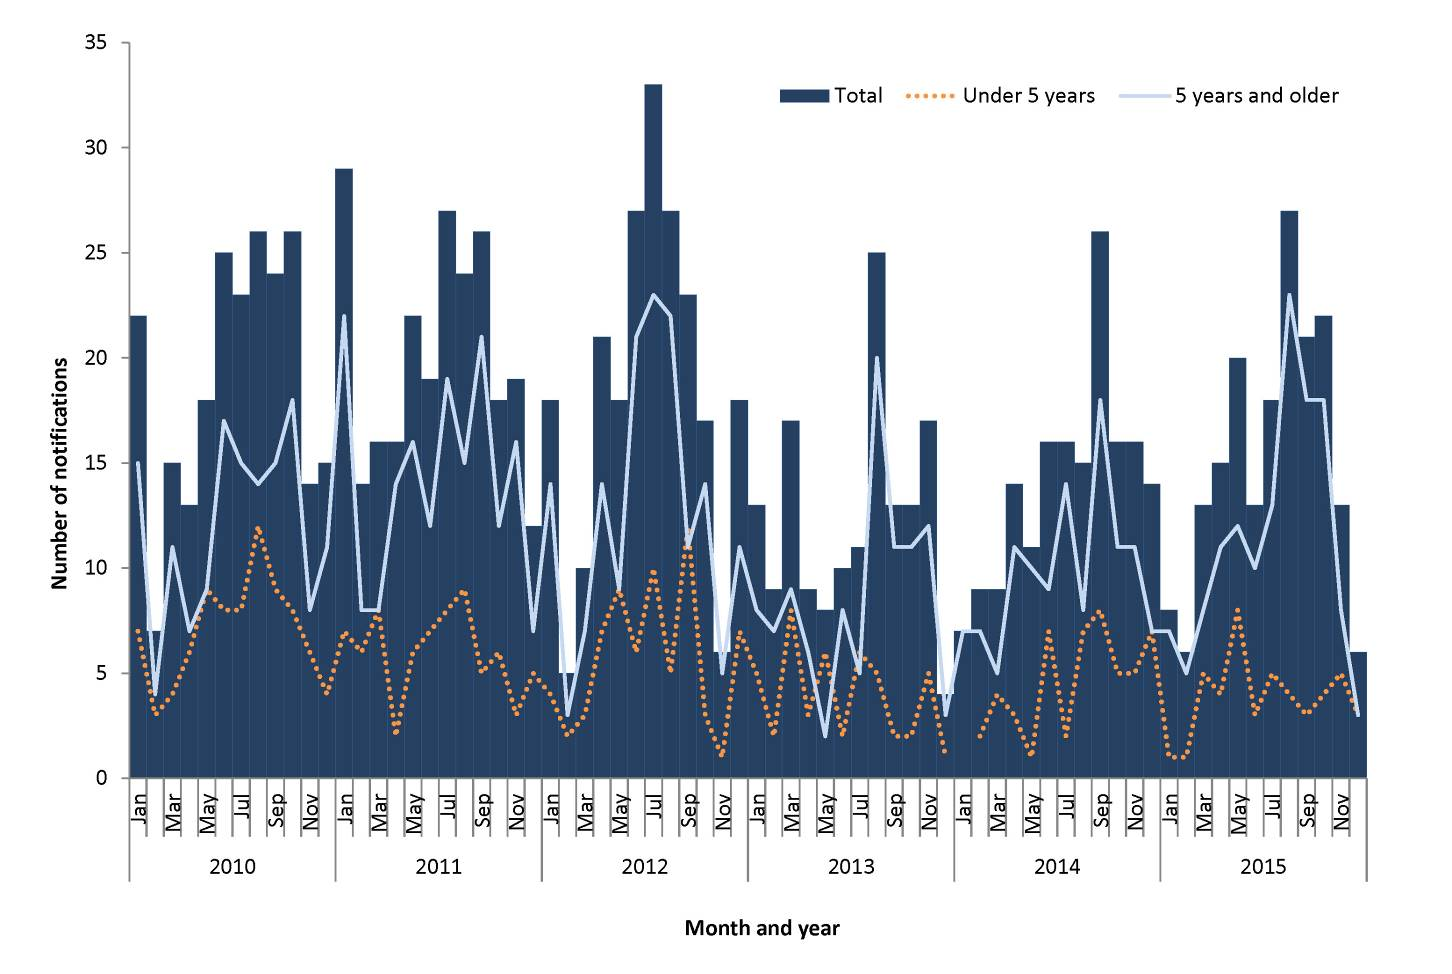 35
30
25
20
15
10
5
0
Number of notifications
Total Under 5 years 5 years and older
Jan Mar May Jul Sep Nov Jan Mar May Jul Sep Nov Jan Mar May Jul Sep Nov Jan Mar May Jul Sep Nov Jan Mar May Jul Sep Nov Jan Mar May Jul Sep Nov
2010 2011 2012 2013 2014 2015
Month and year